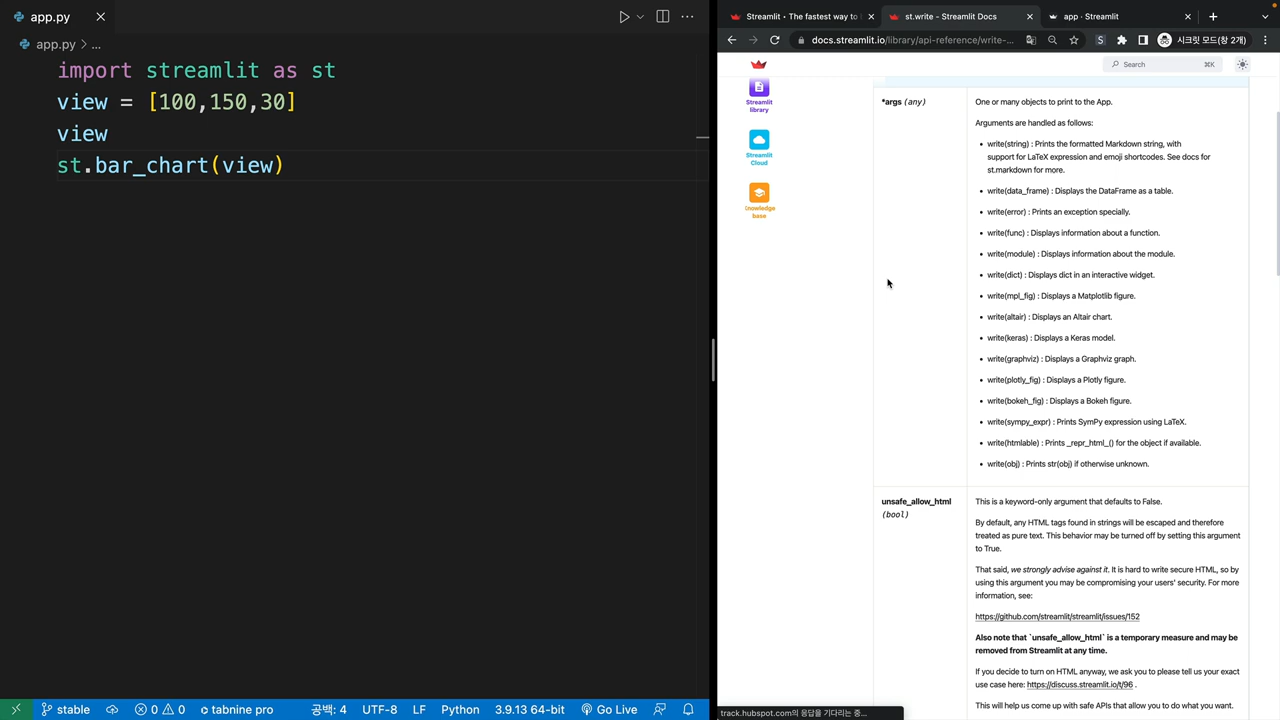 app.py
app.py > ...
import streamlit as st
view = [100,150,30]
view
st.bar_chart(view)
stable
0 0
tabnine pro
공백: 4
UTF-8
LF
Python
3.9.13 64-bit
Go Live
Streamlit • The fastest way to
st.write - Streamlit Docs
app · Streamlit
docs.streamlit.io/library/api-reference/write-...
시크릿 모드(창 2개)
Search
⌘K
Streamlit
library
Streamlit
Cloud
Knowledge
base
*args (any)
One or many objects to print to the App.
Arguments are handled as follows:
• write(string) : Prints the formatted Markdown string, with
support for LaTeX expression and emoji shortcodes. See docs for
st.markdown for more.
• write(data_frame) : Displays the DataFrame as a table.
• write(error) : Prints an exception specially.
• write(func) : Displays information about a function.
• write(module) : Displays information about the module.
• write(dict) : Displays dict in an interactive widget.
• write(mpl_fig) : Displays a Matplotlib figure.
• write(altair) : Displays an Altair chart.
• write(keras) : Displays a Keras model.
• write(graphviz) : Displays a Graphviz graph.
• write(plotly_fig) : Displays a Plotly figure.
• write(bokeh_fig) : Displays a Bokeh figure.
• write(sympy_expr) : Prints SymPy expression using LaTeX.
• write(htmlable) : Prints _repr_html_() for the object if available.
• write(obj) : Prints str(obj) if otherwise unknown.
unsafe_allow_html
(bool)
This is a keyword-only argument that defaults to False.
By default, any HTML tags found in strings will be escaped and therefore
treated as pure text. This behavior may be turned off by setting this argument
to True.
That said, we strongly advise against it. It is hard to write secure HTML, so by
using this argument you may be compromising your users' security. For more
information, see:
https://github.com/streamlit/streamlit/issues/152
Also note that `unsafe_allow_html` is a temporary measure and may be
removed from Streamlit at any time.
If you decide to turn on HTML anyway, we ask you to please tell us your exact
use case here: https://discuss.streamlit.io/t/96 .
This will help us come up with safe APIs that allow you to do what you want.
track.hubspot.com의 응답을 기다리는 중...